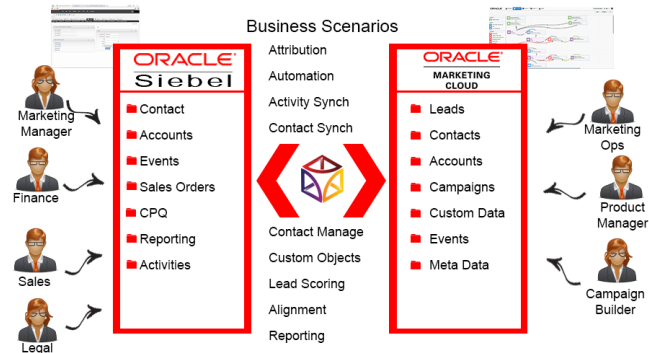 Business Scenarios
Marketing
Manager
Finance
Sales
Legal
ORACLE
Siebel
Contact
Accounts
Events
Sales Orders
CPQ
Reporting
Activities
Attribution
Automation
Activity Synch
Contact Synch
Contact Manage
Custom Objects
Lead Scoring
Alignment
Reporting
ORACLE
MARKETING
CLOUD
Leads
Contacts
Accounts
Campaigns
Custom Data
Events
Meta Data
Marketing
Ops
Product
Manager
Campaign
Builder